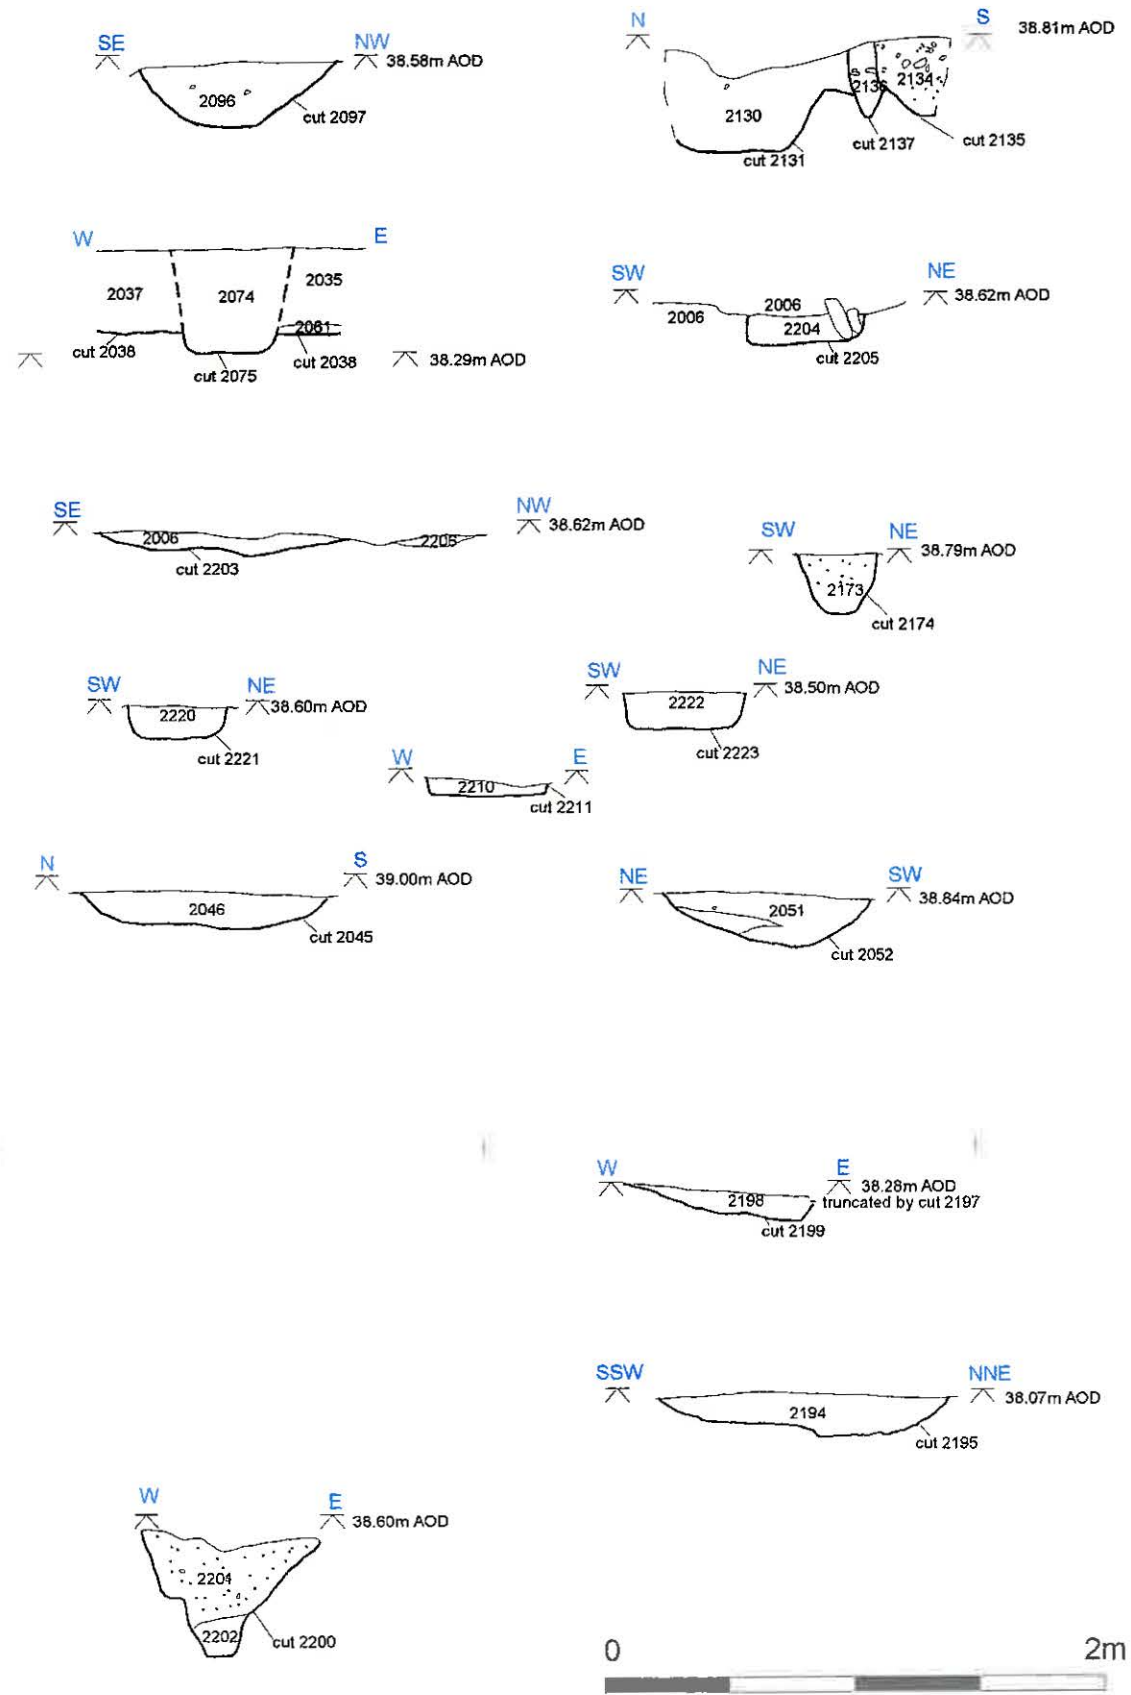 SE NW 38.58m AOD
2096
cut 2097
N S 38.81m AOD
2130 2136 2134
cut 2131 cut 2137 cut 2135
W E
2037 2074 2035
2061
cut 2038 cut 2075 cut 2038
38.29m AOD
SW NE 38.62m AOD
2006 2006
2204
cut 2205
SE NW 38.62m AOD
2006 2206
cut 2203
SW NE 38.79m AOD
2173
cut 2174
SW NE 38.60m AOD
2220
cut 2221
SW NE 38.50m AOD
2222
cut 2223
W E
2210
cut 2211
N S 39.00m AOD
2046
cut 2045
NE SW 38.84m AOD
2051
cut 2052
W E 38.28m AOD
2198 truncated by cut 2197
cut 2199
SSW NNE 38.07m AOD
2194
cut 2195
W E 38.60m AOD
2201
2202
cut 2200
0 2m